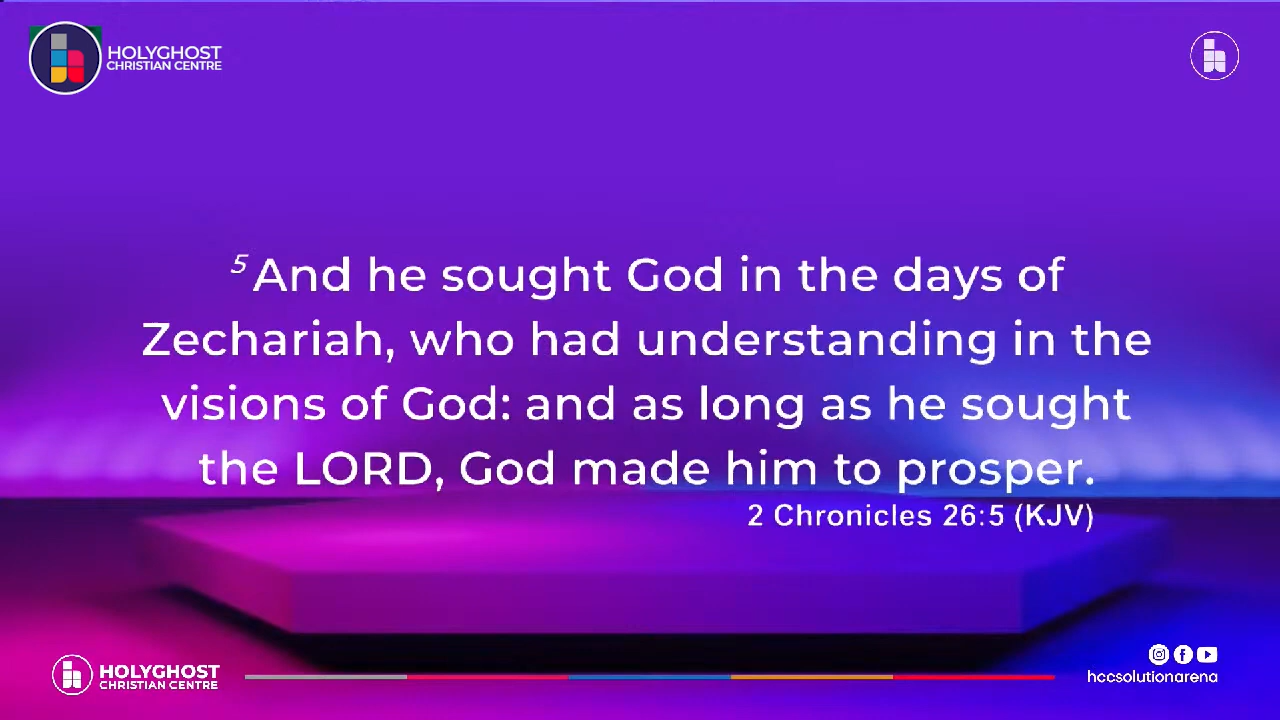 HOLYGHOST
CHRISTIAN CENTRE
5 And he sought God in the days of
Zechariah, who had understanding in the
visions of God: and as long as he sought
the LORD, God made him to prosper.
2 Chronicles 26:5 (KJV)
HOLYGHOST
CHRISTIAN CENTRE
hccsolutionarena